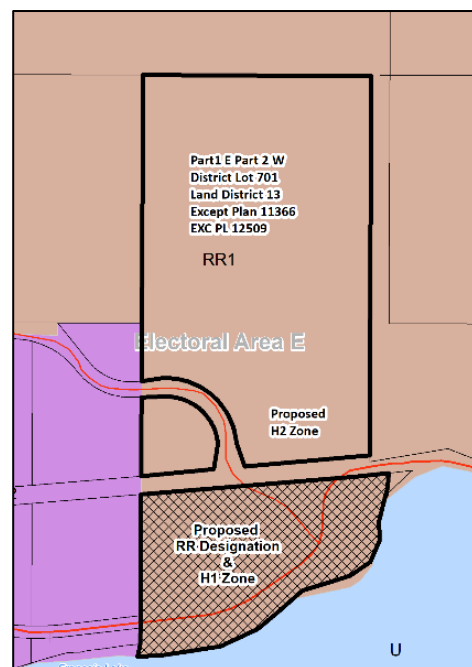 Part1 E Part 2 W
District Lot 701
Land District 13
Except Plan 11366
EXC PL 12509
RR1
Electoral Area E
Proposed
H2 Zone
Proposed
RR Designation
&
H1 Zone
U